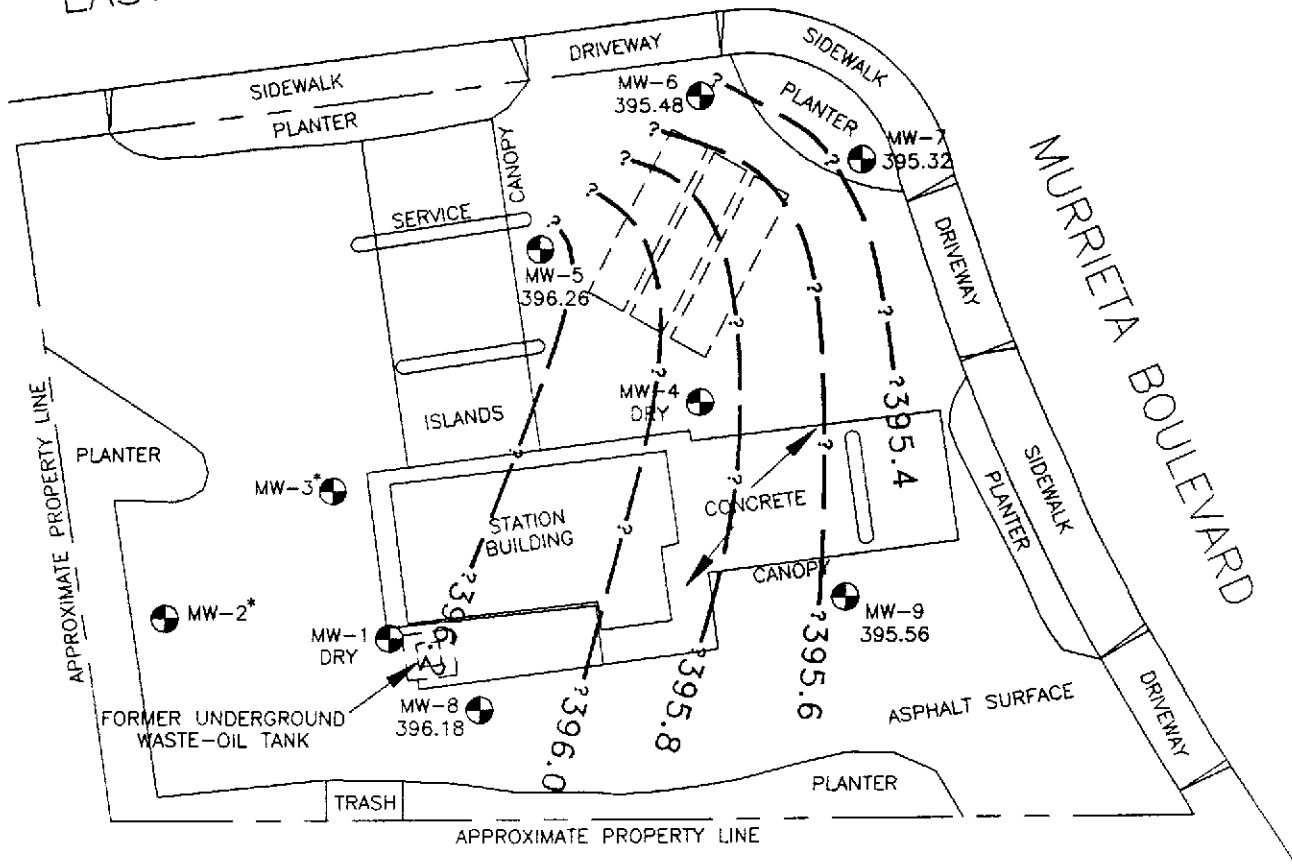 DRIVEWAY
SIDEWALK
SIDEWALK
MW-6
395.48
?
PLANTER
PLANTER
CANOPY
?
?
?
?
MW-7
395.32
MURRIETA BOULEVARD
SERVICE
?
?
MW-5
396.26
DRIVEWAY
?
?
?
?
?
MW-4
DRY
?395.4
APPROXIMATE PROPERTY LINE
PLANTER
ISLANDS
?
?
?
MW-3*
STATION
BUILDING
?
CONCRETE
PLANTER
SIDEWALK
CANOPY
MW-2*
MW-1
DRY
MW-9
395.56
?396.
?396.0
?395.8
?395.6
FORMER UNDERGROUND
WASTE-OIL TANK
MW-8
396.18
ASPHALT SURFACE
DRIVEWAY
TRASH
PLANTER
APPROXIMATE PROPERTY LINE